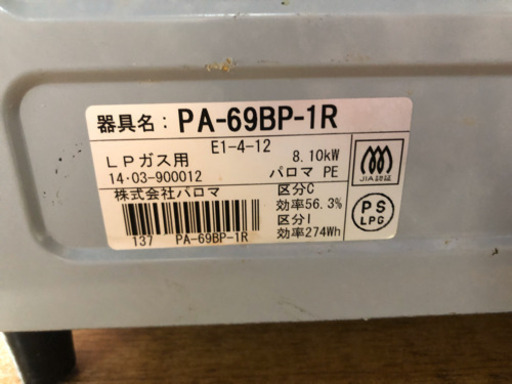 器具名: PA-69BP-1R
E1-4-12
LPガス用 8.10kW
14・03-900012 パロマ PE
株式会社パロマ 区分C
効率56.3%
区分I
137 PA-69BP-1R 効率274Wh
JIA認証
PS
LPG